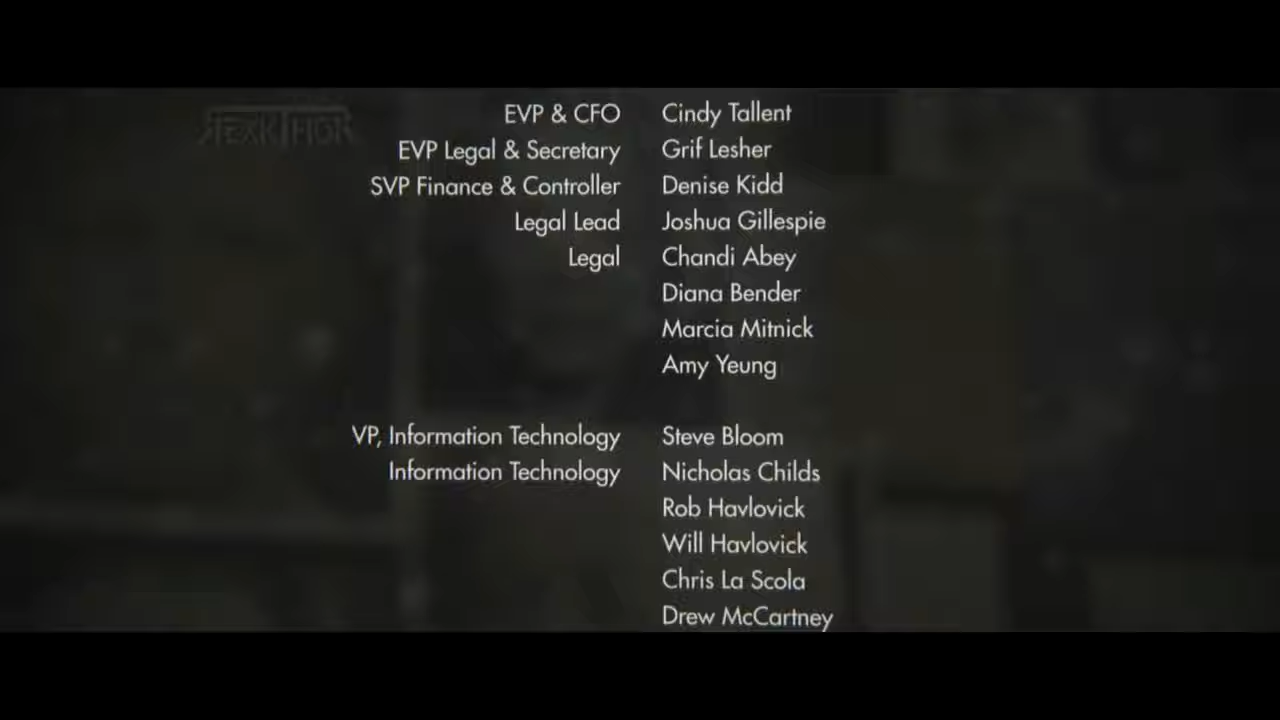 EVP & CFO Cindy Tallent
EVP Legal & Secretary Grif Lesher
SVP Finance & Controller Denise Kidd
Legal Lead Joshua Gillespie
Legal Chandi Abey
Diana Bender
Marcia Mitnick
Amy Yeung
VP, Information Technology Steve Bloom
Information Technology Nicholas Childs
Rob Havlovick
Will Havlovick
Chris La Scola
Drew McCartney